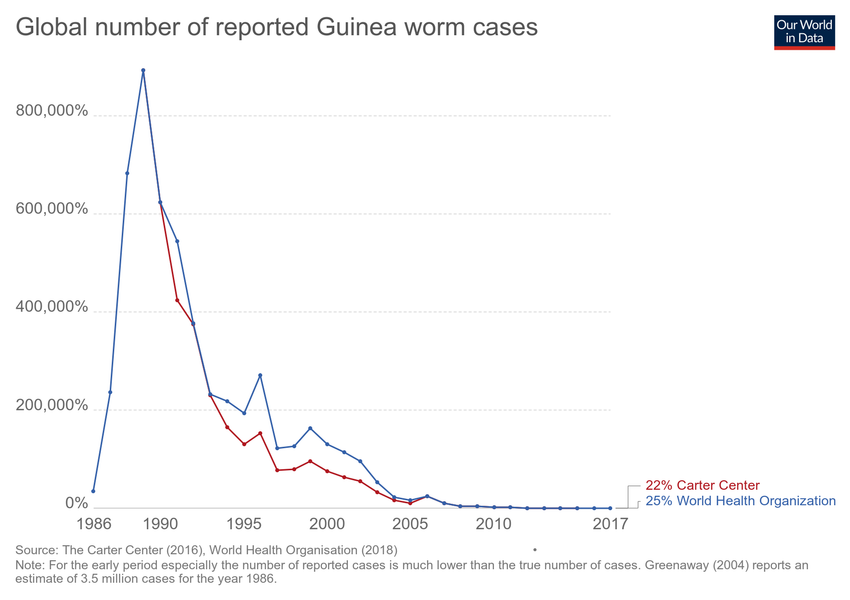 Global number of reported Guinea worm cases
Our World
in Data
800,000%
600,000%
400,000%
200,000%
0%
1986
1990
1995
2000
2005
2010
2017
22% Carter Center
25% World Health Organization
Source: The Carter Center (2016), World Health Organisation (2018)
Note: For the early period especially the number of reported cases is much lower than the true number of cases. Greenaway (2004) reports an
estimate of 3.5 million cases for the year 1986.